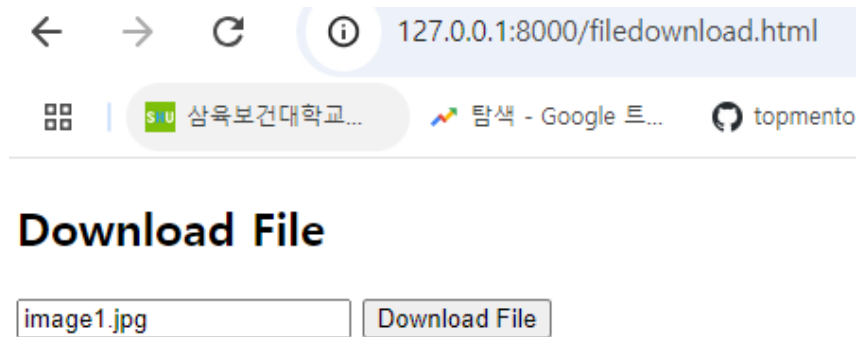 127.0.0.1:8000/filedownload.html
SHU 삼육보건대학교... 탐색 - Google 트... topmento
Download File
image1.jpg Download File